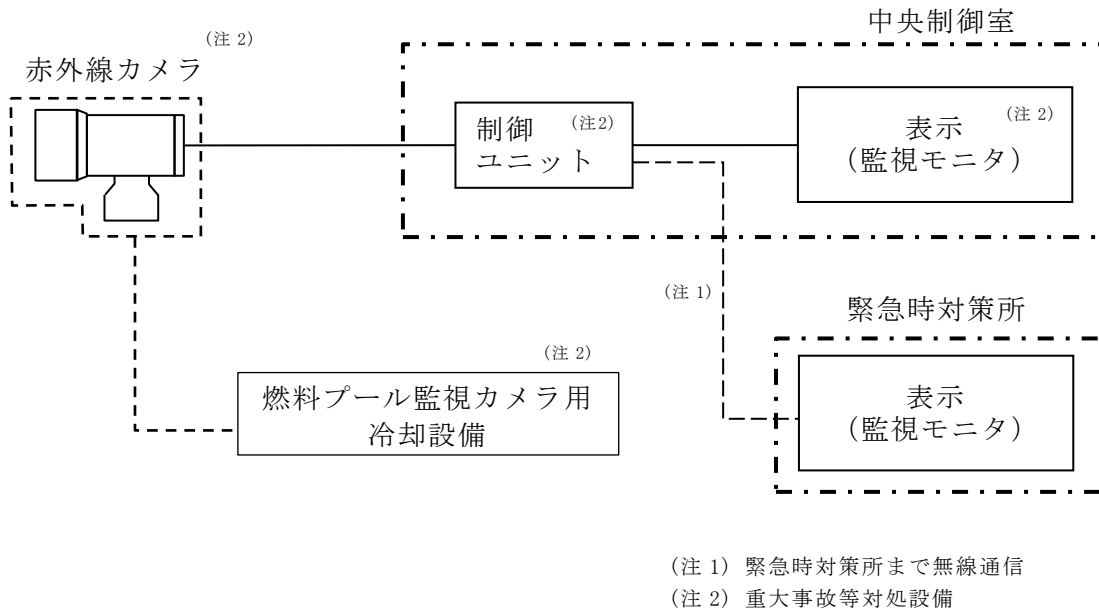 中央制御室
(注 2)
赤外線カメラ
制御 (注2)
ユニット
(注 2)
表示
(監視モニタ)
(注 1)
緊急時対策所
(注 2)
燃料プール監視カメラ用
冷却設備
表示
(監視モニタ)
(注 1) 緊急時対策所まで無線通信
(注 2) 重大事故等対処設備